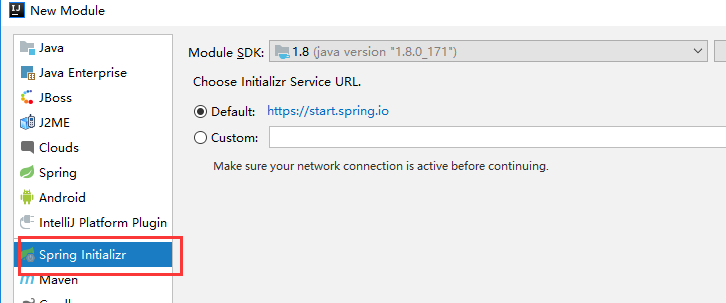 New Module
Java
Java Enterprise
JBoss
J2ME
Clouds
Spring
Android
IntelliJ Platform Plugin
Spring Initializr
Maven
Module SDK: 1.8 (java version "1.8.0_171")
Choose Initializr Service URL.
Default: https://start.spring.io
Custom:
Make sure your network connection is active before continuing.